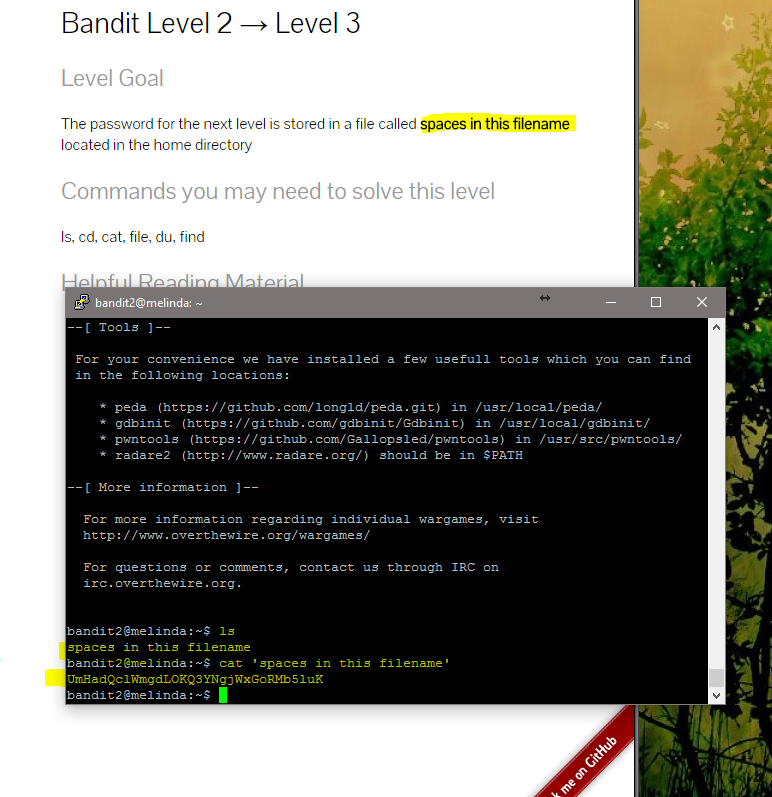 Bandit Level 2 → Level 3
Level Goal
The password for the next level is stored in a file called spaces in this filename
located in the home directory
Commands you may need to solve this level
ls, cd, cat, file, du, find
Helpful Reading Material
bandit2@melinda: ~
--[ Tools ]--
For your convenience we have installed a few usefull tools which you can find
in the following locations:
* peda (https://github.com/longld/peda.git) in /usr/local/peda/
* gdbinit (https://github.com/gdbinit/Gdbinit) in /usr/local/gdbinit/
* pwntools (https://github.com/Gallopsled/pwntools) in /usr/src/pwntools/
* radare2 (http://www.radare.org/) should be in $PATH
--[ More information ]--
For more information regarding individual wargames, visit
http://www.overthewire.org/wargames/
For questions or comments, contact us through IRC on
irc.overthewire.org.
bandit2@melinda:~$ ls
spaces in this filename
bandit2@melinda:~$ cat 'spaces in this filename'
UmHadQclWmgdLOKQ3YNgjWxGoRMb5luK
bandit2@melinda:~$
k me on GitHub